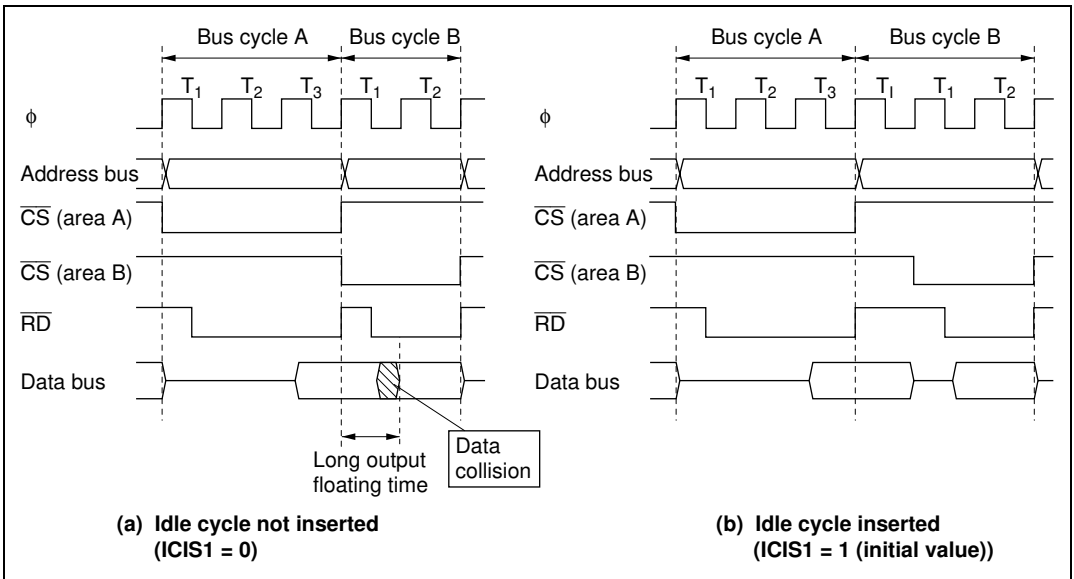 Bus cycle A Bus cycle B
T1 T2 T3 T1 T2
φ
Address bus
CS (area A)
CS (area B)
RD
Data bus
Long output
floating time
Data
collision
(a) Idle cycle not inserted
(ICIS1 = 0)
Bus cycle A Bus cycle B
T1 T2 T3 TI T1 T2
φ
Address bus
CS (area A)
CS (area B)
RD
Data bus
(b) Idle cycle inserted
(ICIS1 = 1 (initial value))